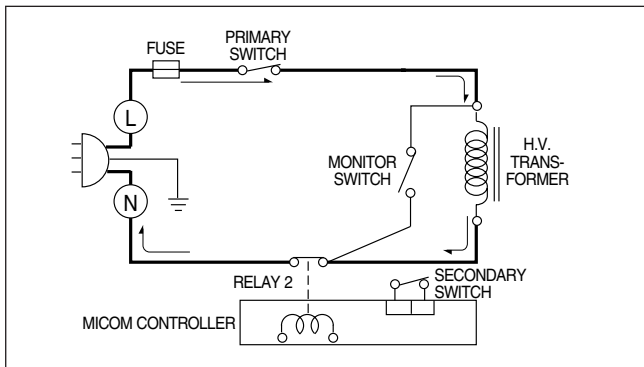 FUSE
PRIMARY
SWITCH
L
N
MONITOR
SWITCH
H.V.
TRANS-
FORMER
RELAY 2
SECONDARY
SWITCH
MICOM CONTROLLER